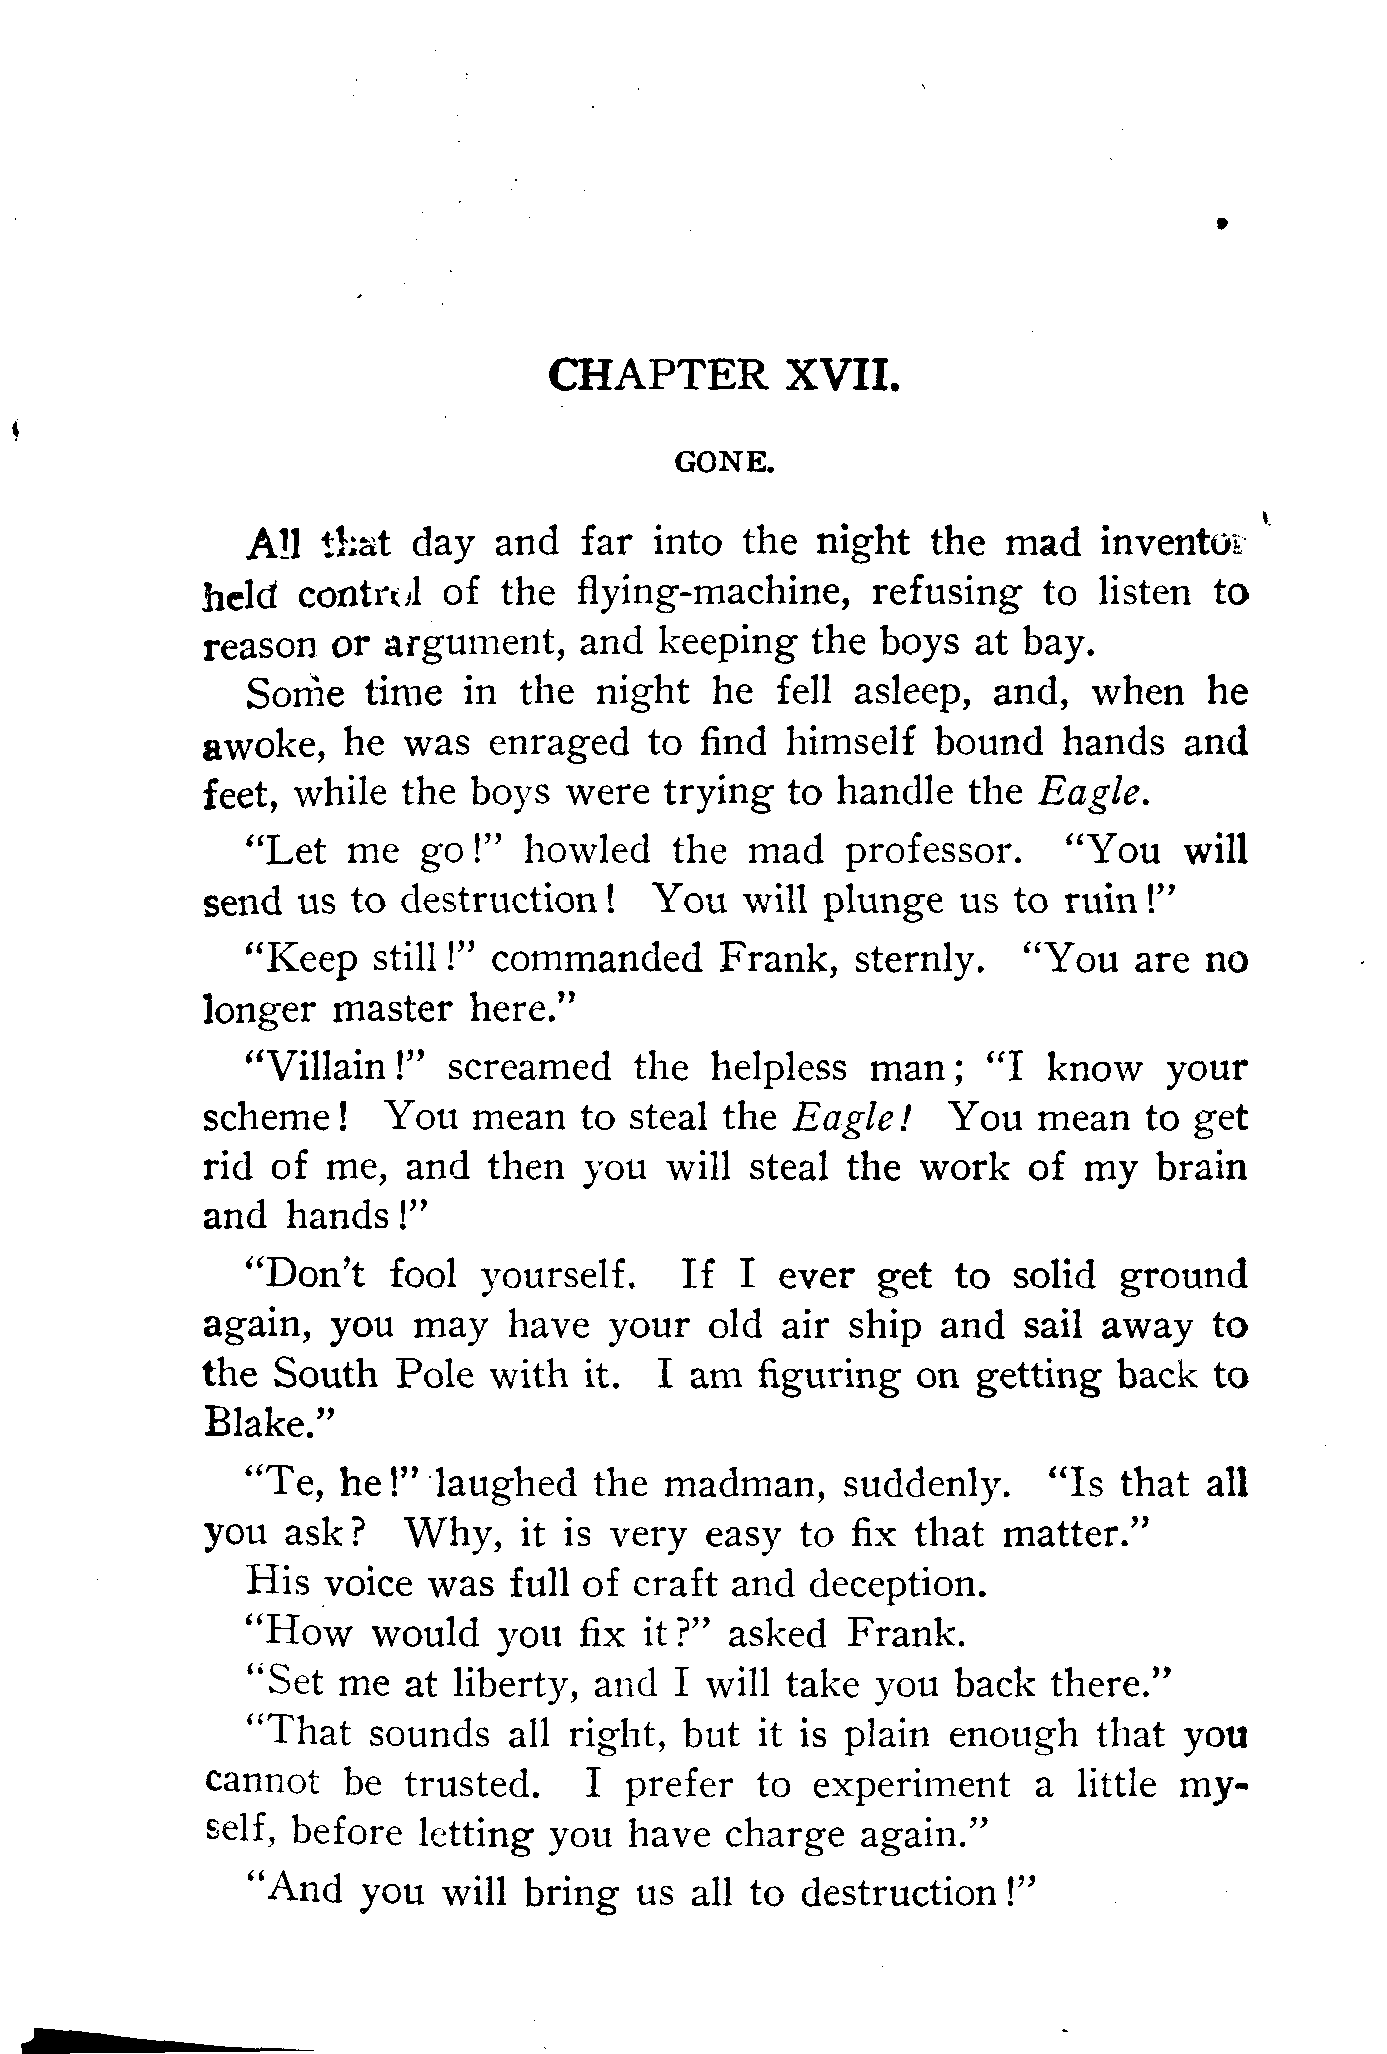 CHAPTER XVII.
GONE.
All that day and far into the night the mad inventor
held control of the flying-machine, refusing to listen to
reason or argument, and keeping the boys at bay.
Some time in the night he fell asleep, and, when he
awoke, he was enraged to find himself bound hands and
feet, while the boys were trying to handle the Eagle.
"Let me go!" howled the mad professor. "You will
send us to destruction! You will plunge us to ruin!"
"Keep still!" commanded Frank, sternly. "You are no
longer master here."
"Villain!" screamed the helpless man; "I know your
scheme! You mean to steal the Eagle! You mean to get
rid of me, and then you will steal the work of my brain
and hands!"
"Don't fool yourself. If I ever get to solid ground
again, you may have your old air ship and sail away to
the South Pole with it. I am figuring on getting back to
Blake."
"Te, he!" laughed the madman, suddenly. "Is that all
you ask? Why, it is very easy to fix that matter."
His voice was full of craft and deception.
"How would you fix it?" asked Frank.
"Set me at liberty, and I will take you back there."
"That sounds all right, but it is plain enough that you
cannot be trusted. I prefer to experiment a little my-
self, before letting you have charge again."
"And you will bring us all to destruction!"